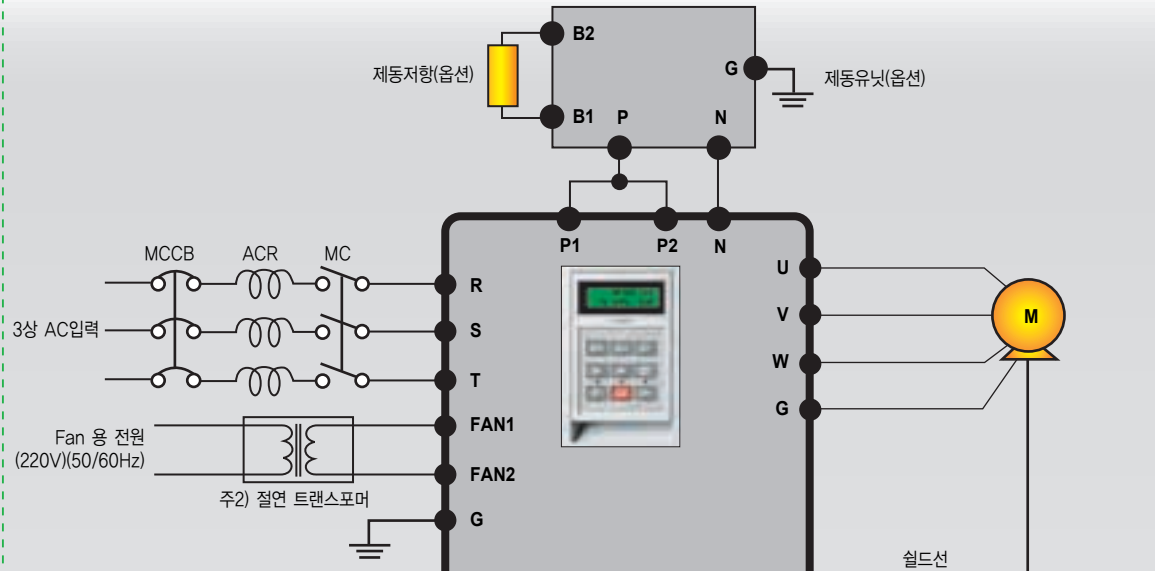 B2
제동저항(옵션)
G
제동유닛(옵션)
B1 P N
P1 P2 N
MCCB ACR MC
R
U
3상 AC입력
S
V
M
T
W
FAN1
G
Fan 용 전원
(220V)(50/60Hz)
FAN2
주2) 절연 트랜스포머
G
쉴드선